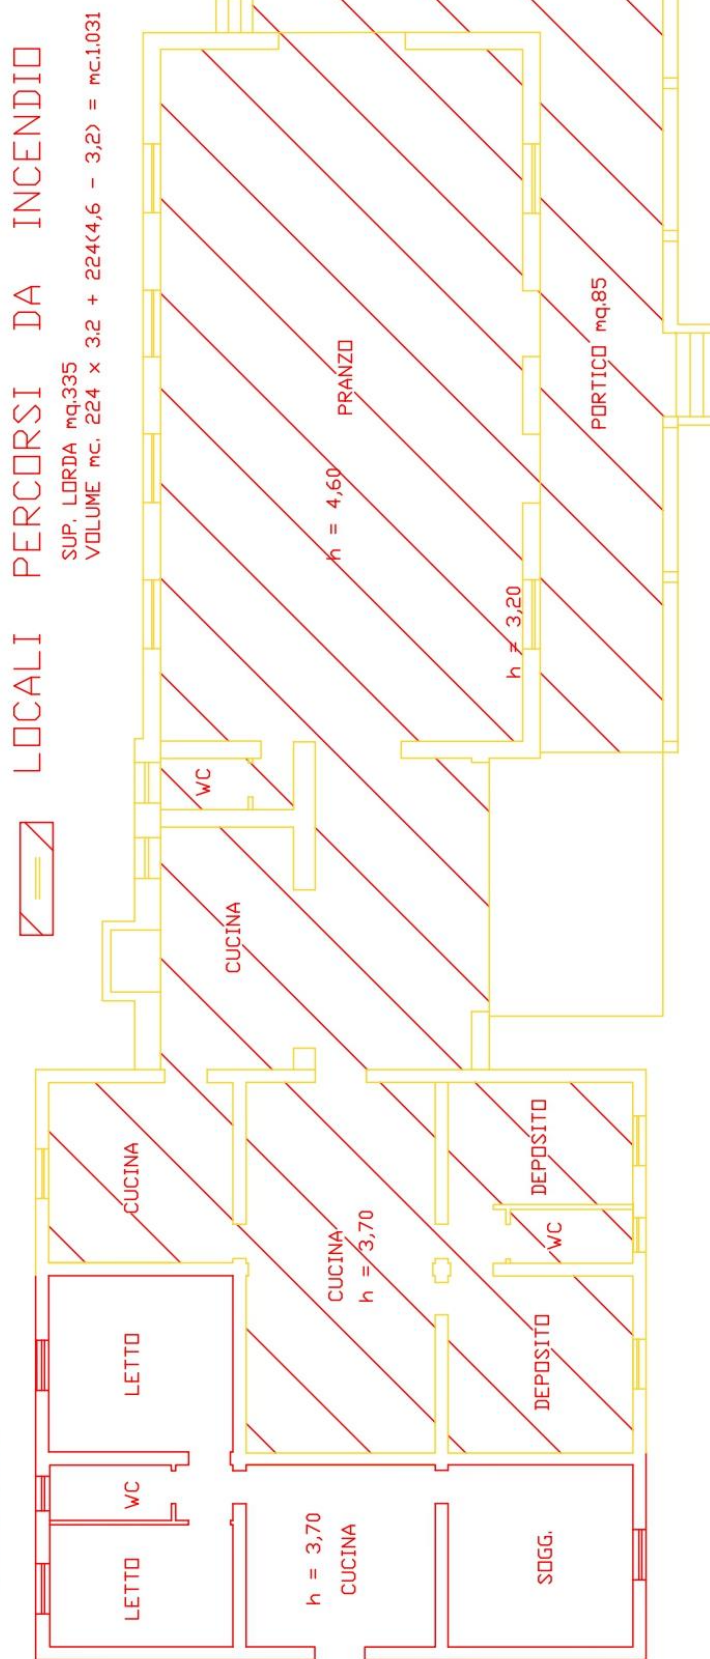 LOCALI PERCORSI DA INCENDIO
SUP. LORDA mq.335
VOLUME mc. 224 x 3.2 + 224(4,6 - 3,2) = mc.1.031
PRANZO
h = 4,60
h = 3,20
PORTICO mq.85
WC
CUCINA
CUCINA
CUCINA
h = 3,70
DEPOSITO
WC
DEPOSITO
LETTO
WC
LETTO
h = 3,70
CUCINA
SOGG.